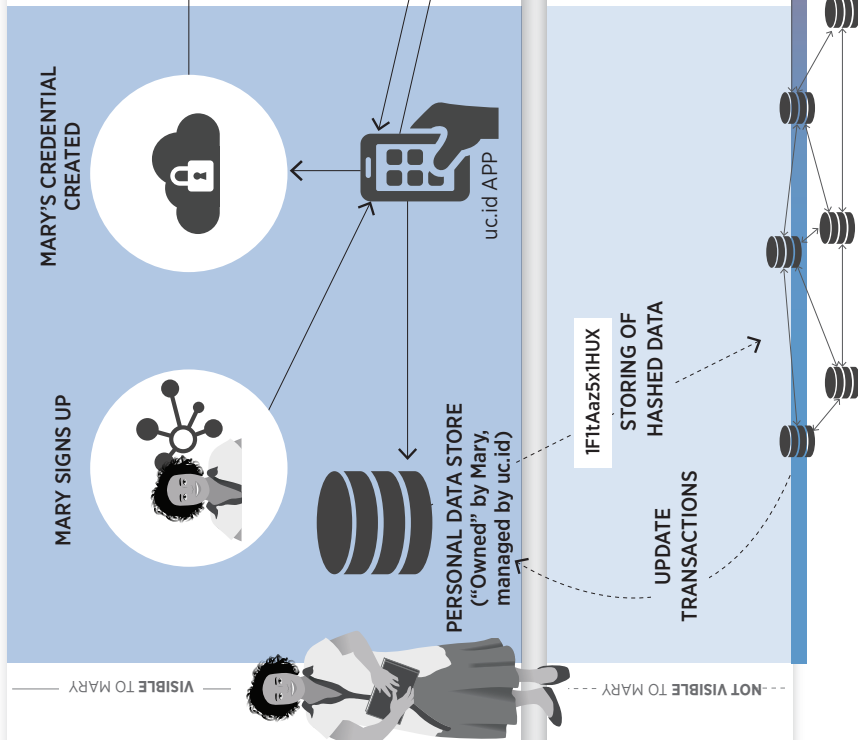 MARY SIGNS UP
MARY'S CREDENTIAL
CREATED
uc.id APP
PERSONAL DATA STORE
("Owned" by Mary,
managed by uc.id)
1F1tAaz5x1HUX
STORING OF
HASHED DATA
UPDATE
TRANSACTIONS
VISIBLE TO MARY
NOT VISIBLE TO MARY